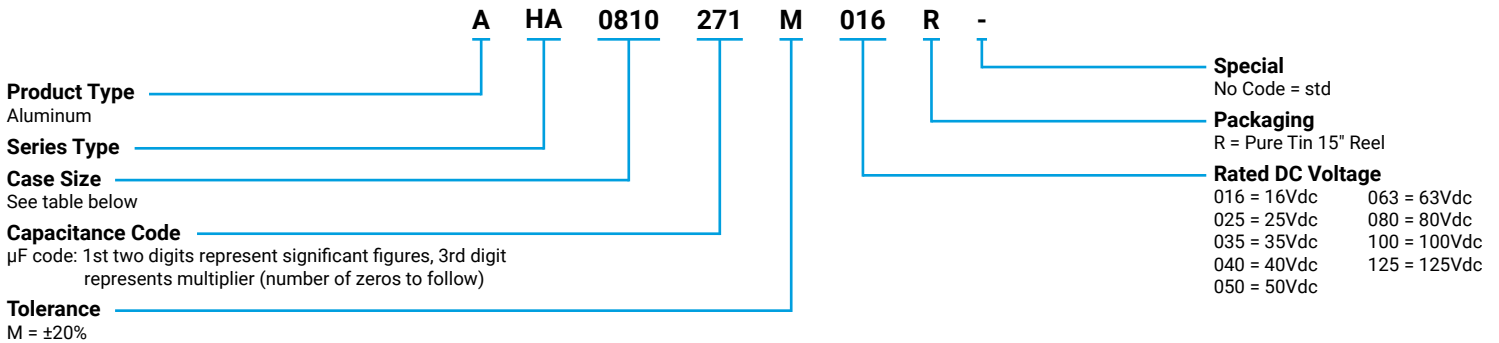 A HA 0810 271 M 016 R -
Product Type
Aluminum
Series Type
Case Size
See table below
Capacitance Code
µF code: 1st two digits represent significant figures, 3rd digit
represents multiplier (number of zeros to follow)
Tolerance
M = ±20%
Special
No Code = std
Packaging
R = Pure Tin 15" Reel
Rated DC Voltage
016 = 16Vdc 063 = 63Vdc
025 = 25Vdc 080 = 80Vdc
035 = 35Vdc 100 = 100Vdc
040 = 40Vdc 125 = 125Vdc
050 = 50Vdc